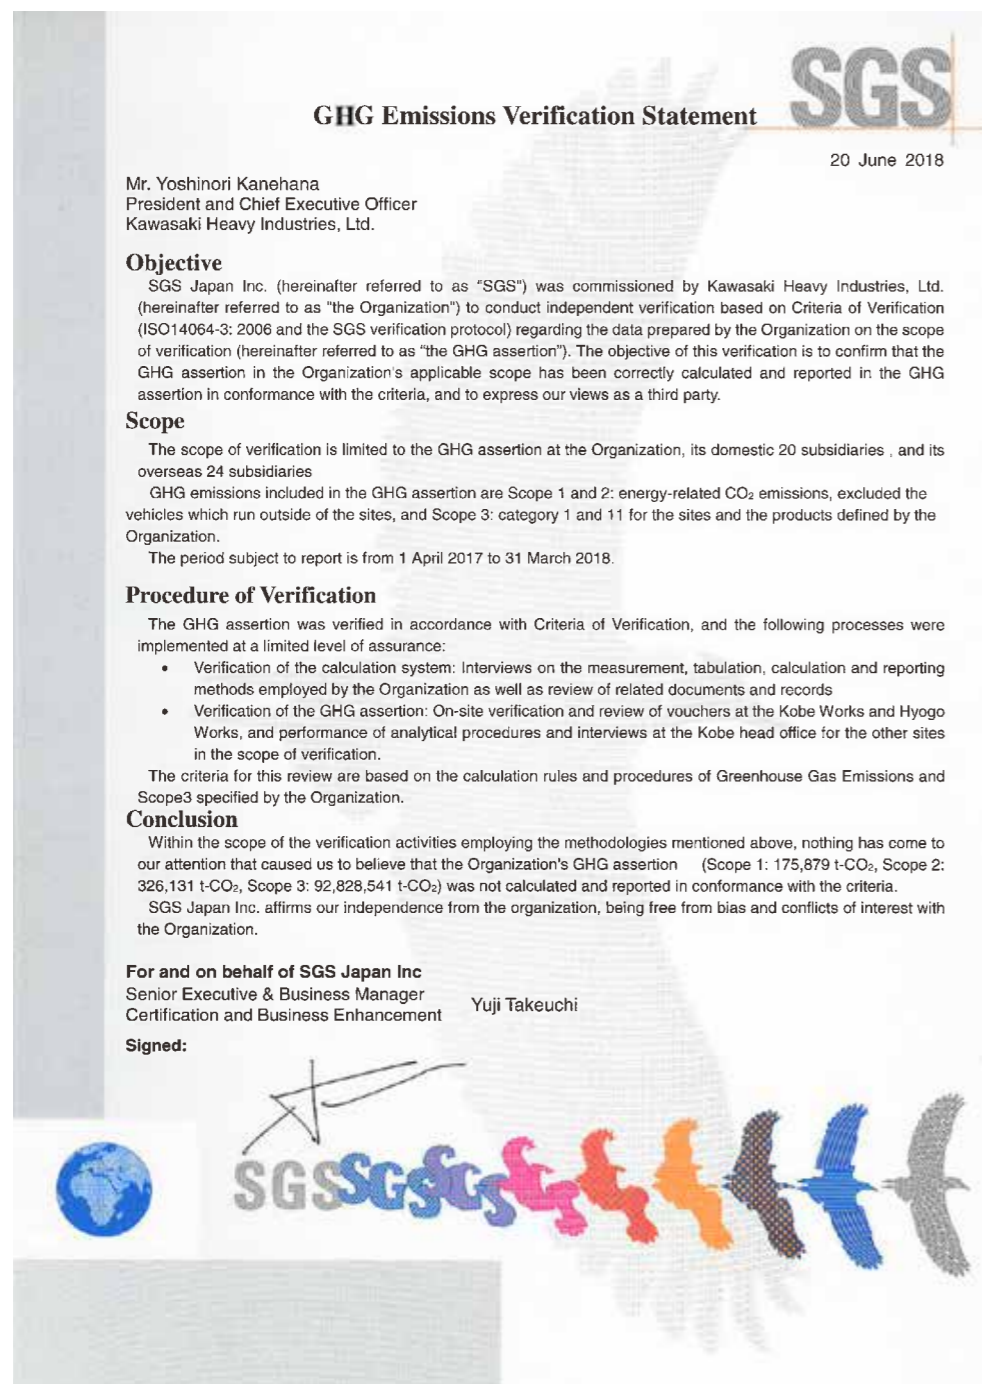 SGS
GHG Emissions Verification Statement
20 June 2018
Mr. Yoshinori Kanehana
President and Chief Executive Officer
Kawasaki Heavy Industries, Ltd.
Objective
SGS Japan Inc. (hereinafter referred to as “SGS”) was commissioned by Kawasaki Heavy Industries, Ltd.
(hereinafter referred to as "the Organization") to conduct independent verification based on Criteria of Verification
(ISO14064-3: 2006 and the SGS verification protocol) regarding the data prepared by the Organization on the scope
of verification (hereinafter referred to as “the GHG assertion”). The objective of this verification is to confirm that the
GHG assertion in the Organization's applicable scope has been correctly calculated and reported in the GHG
assertion in conformance with the criteria, and to express our views as a third party.
Scope
The scope of verification is limited to the GHG assertion at the Organization, its domestic 20 subsidiaries , and its
overseas 24 subsidiaries
GHG emissions included in the GHG assertion are Scope 1 and 2: energy-related CO₂ emissions, excluded the
vehicles which run outside of the sites, and Scope 3: category 1 and 11 for the sites and the products defined by the
Organization.
The period subject to report is from 1 April 2017 to 31 March 2018.
Procedure of Verification
The GHG assertion was verified in accordance with Criteria of Verification, and the following processes were
implemented at a limited level of assurance:
• Verification of the calculation system: Interviews on the measurement, tabulation, calculation and reporting
methods employed by the Organization as well as review of related documents and records
• Verification of the GHG assertion: On-site verification and review of vouchers at the Kobe Works and Hyogo
Works, and performance of analytical procedures and interviews at the Kobe head office for the other sites
in the scope of verification.
The criteria for this review are based on the calculation rules and procedures of Greenhouse Gas Emissions and
Scope3 specified by the Organization.
Conclusion
Within the scope of the verification activities employing the methodologies mentioned above, nothing has come to
our attention that caused us to believe that the Organization's GHG assertion (Scope 1: 175,879 t-CO₂, Scope 2:
326,131 t-CO₂, Scope 3: 92,828,541 t-CO₂) was not calculated and reported in conformance with the criteria.
SGS Japan Inc. affirms our independence from the organization, being free from bias and conflicts of interest with
the Organization.
For and on behalf of SGS Japan Inc
Senior Executive & Business Manager
Certification and Business Enhancement
Yuji Takeuchi
Signed:
SGS SGS SGS